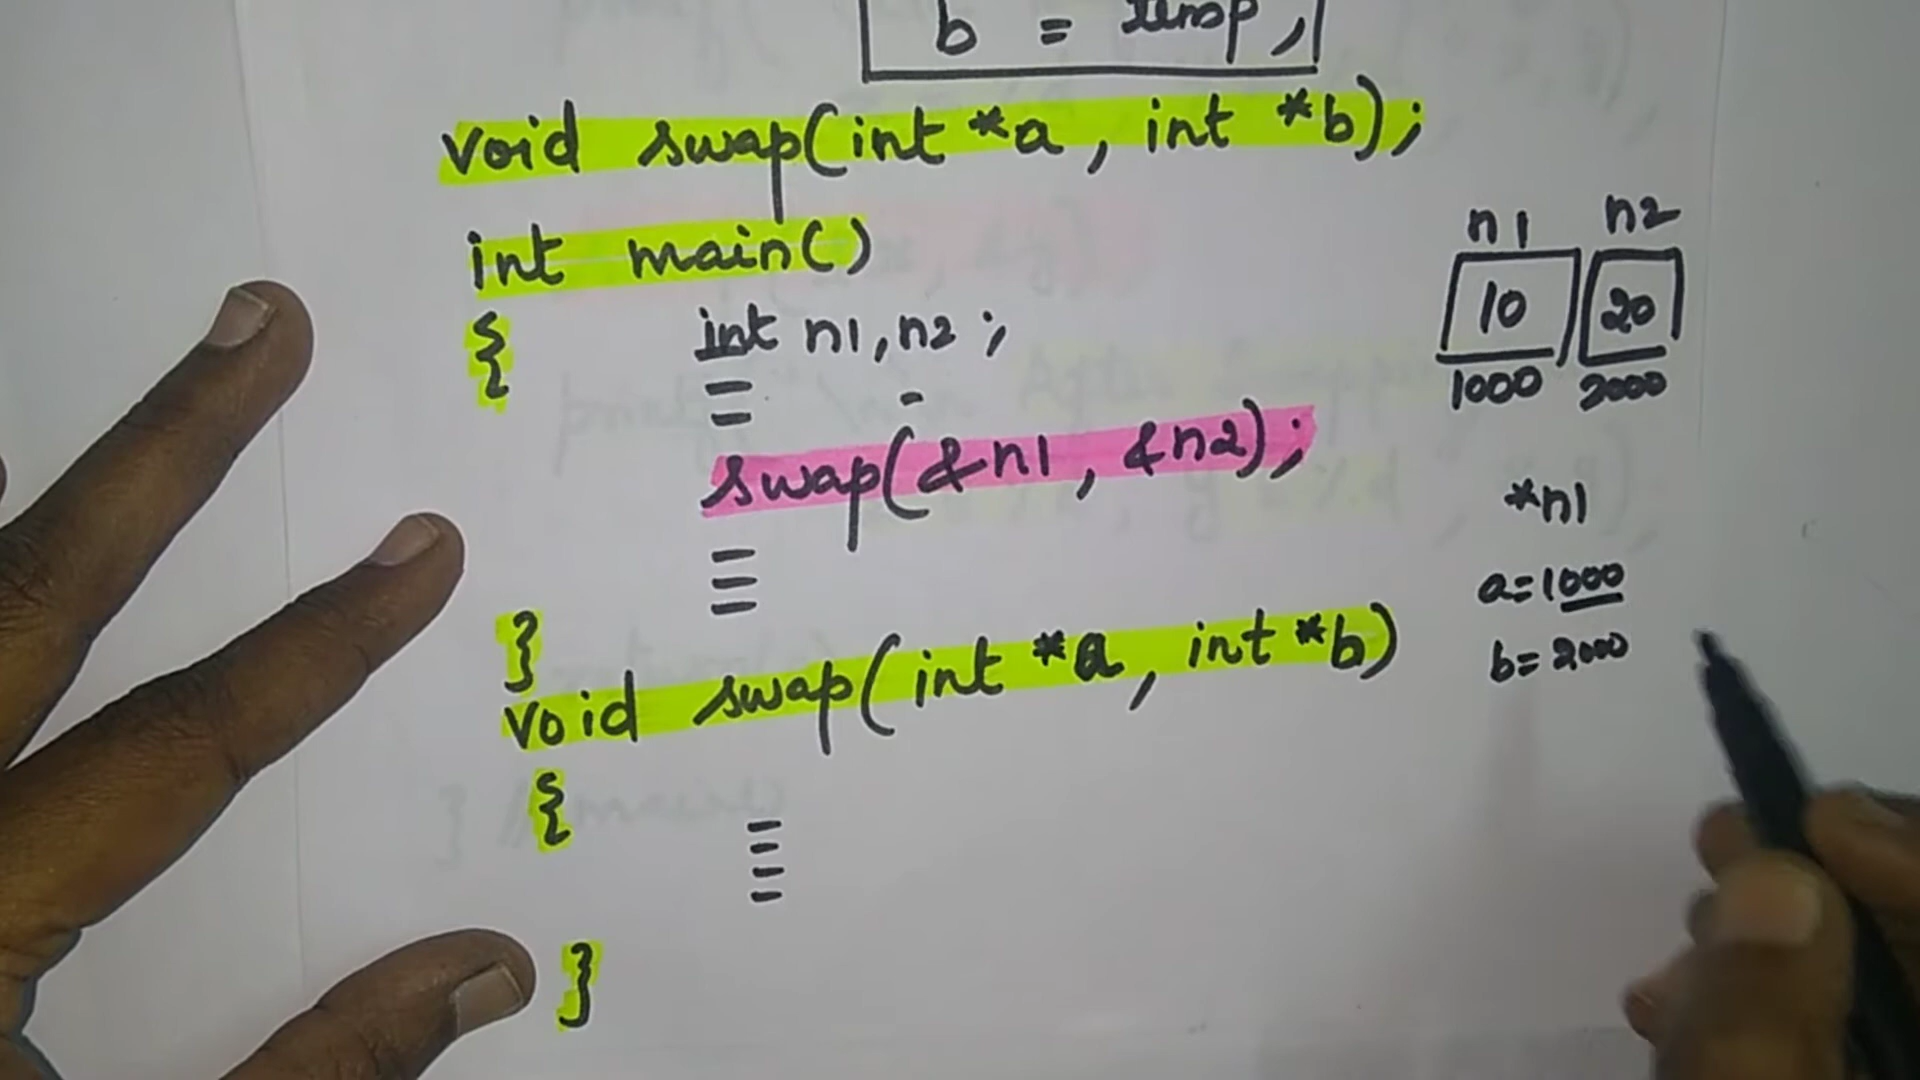 b = temp;
void swap(int *a, int *b);
int main()
{ int n1, n2;
swap(&n1, &n2);
}
void swap(int *a, int *b)
{
}
n1 n2
10 20
1000 2000
*n1
a=1000
b=2000